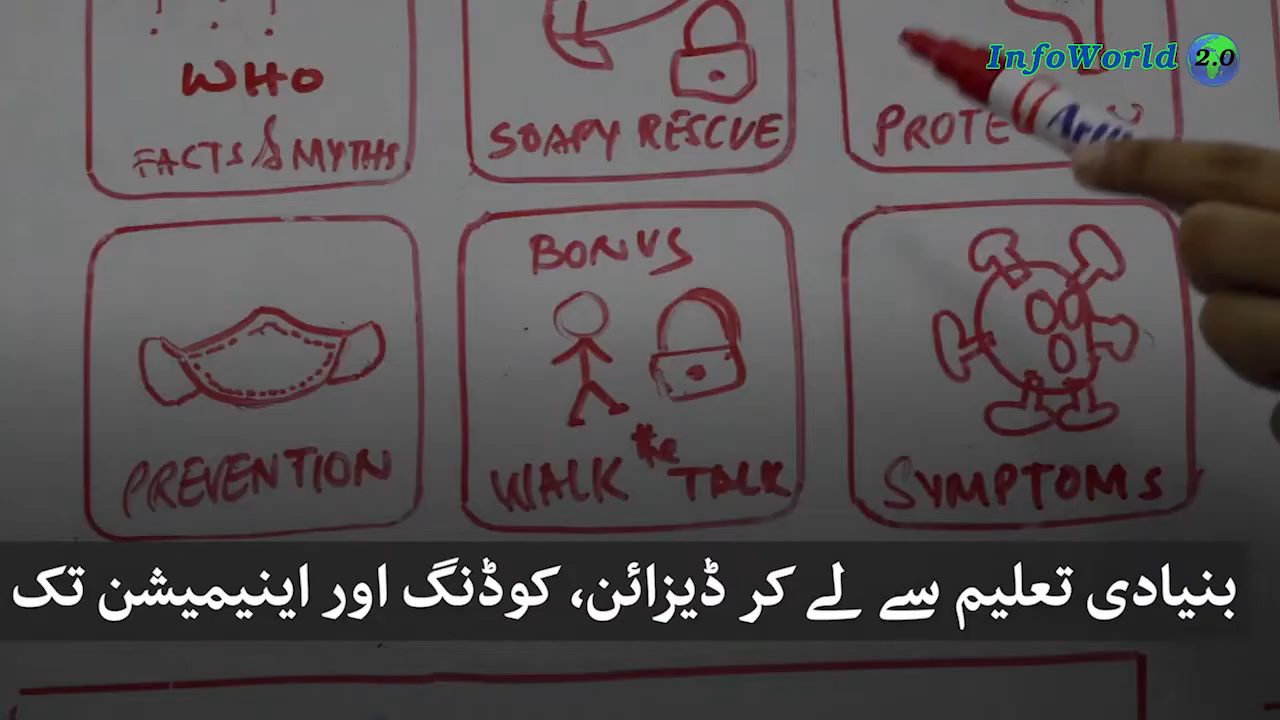 InfoWorld 2.0
WHO
FACTS & MYTHS
SOAPY RESCUE
BONUS
PREVENTION
WALK the TALK
SYMPTOMS
بنیادی تعلیم سے لے کر ڈیزائن، کوڈنگ اور اینیمیشن تک